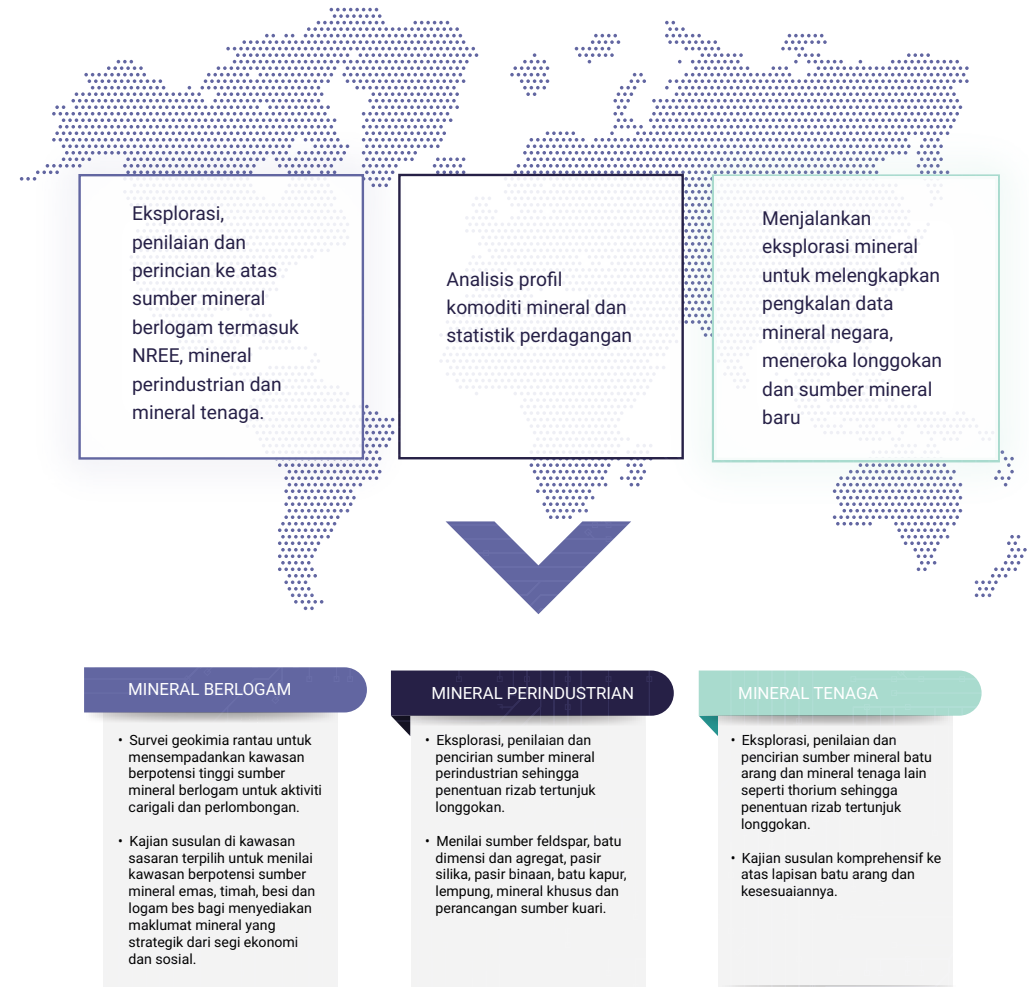 Eksplorasi,
penilaian dan
perincian ke atas
sumber mineral
berlogam termasuk
NREE, mineral
perindustrian dan
mineral tenaga.
Analisis profil
komoditi mineral dan
statistik perdagangan
Menjalankan
eksplorasi mineral
untuk melengkapkan
pengkalan data
mineral negara,
meneroka longgokan
dan sumber mineral
baru
MINERAL BERLOGAM
• Survei geokimia rantau untuk
mensempadankan kawasan
berpotensi tinggi sumber
mineral berlogam untuk aktiviti
carigali dan perlombongan.
• Kajian susulan di kawasan
sasaran terpilih untuk menilai
kawasan berpotensi sumber
mineral emas, timah, besi dan
logam bes bagi menyediakan
maklumat mineral yang
strategik dari segi ekonomi
dan sosial.
MINERAL PERINDUSTRIAN
• Eksplorasi, penilaian dan
pencirian sumber mineral
perindustrian sehingga
penentuan rizab tertunjuk
longgokan.
• Menilai sumber feldspar, batu
dimensi dan agregat, pasir
silika, pasir binaan, batu kapur,
lempung, mineral khusus dan
perancangan sumber kuari.
MINERAL TENAGA
• Eksplorasi, penilaian dan
pencirian sumber mineral batu
arang dan mineral tenaga lain
seperti thorium sehingga
penentuan rizab tertunjuk
longgokan.
• Kajian susulan komprehensif ke
atas lapisan batu arang dan
kesesuaiannya.